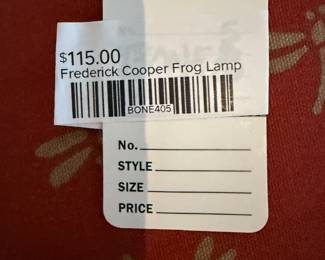 $115.00
Frederick Cooper Frog Lamp
BONE405
No.
STYLE
SIZE
PRICE